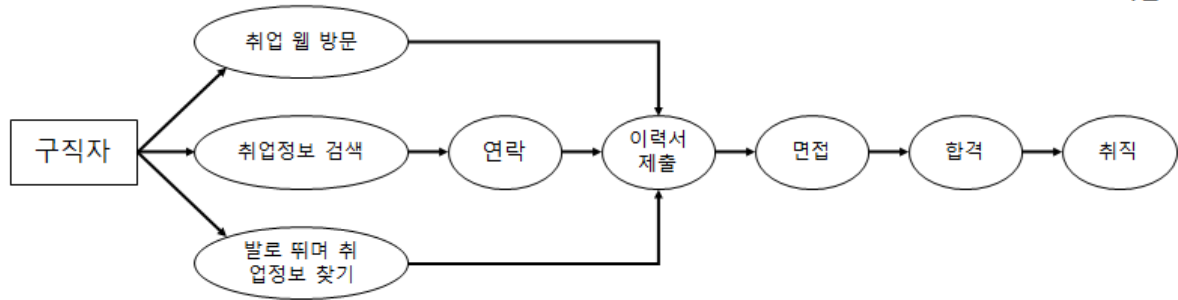 취업 웹 방문
구직자
취업정보 검색
연락
이력서
제출
면접
합격
취직
발로 뛰며 취
업정보 찾기